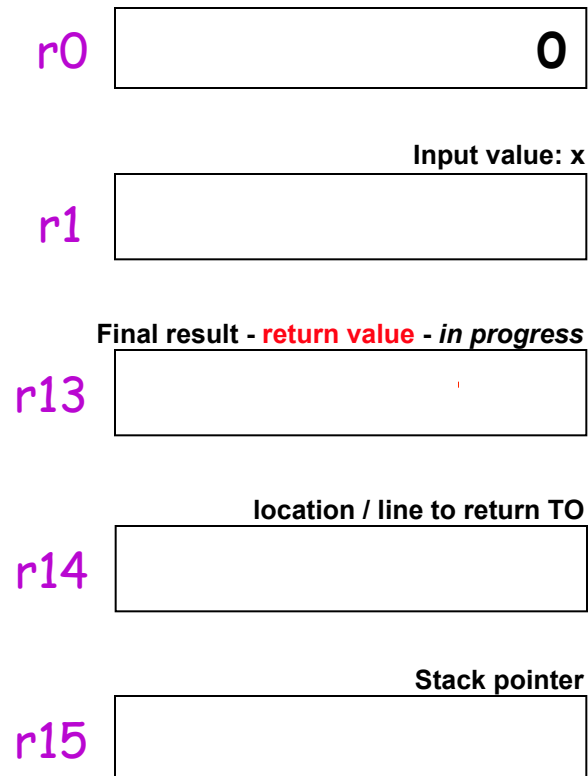 r0 0
Input value: x
r1
Final result - return value - in progress
r13
location / line to return TO
r14
Stack pointer
r15